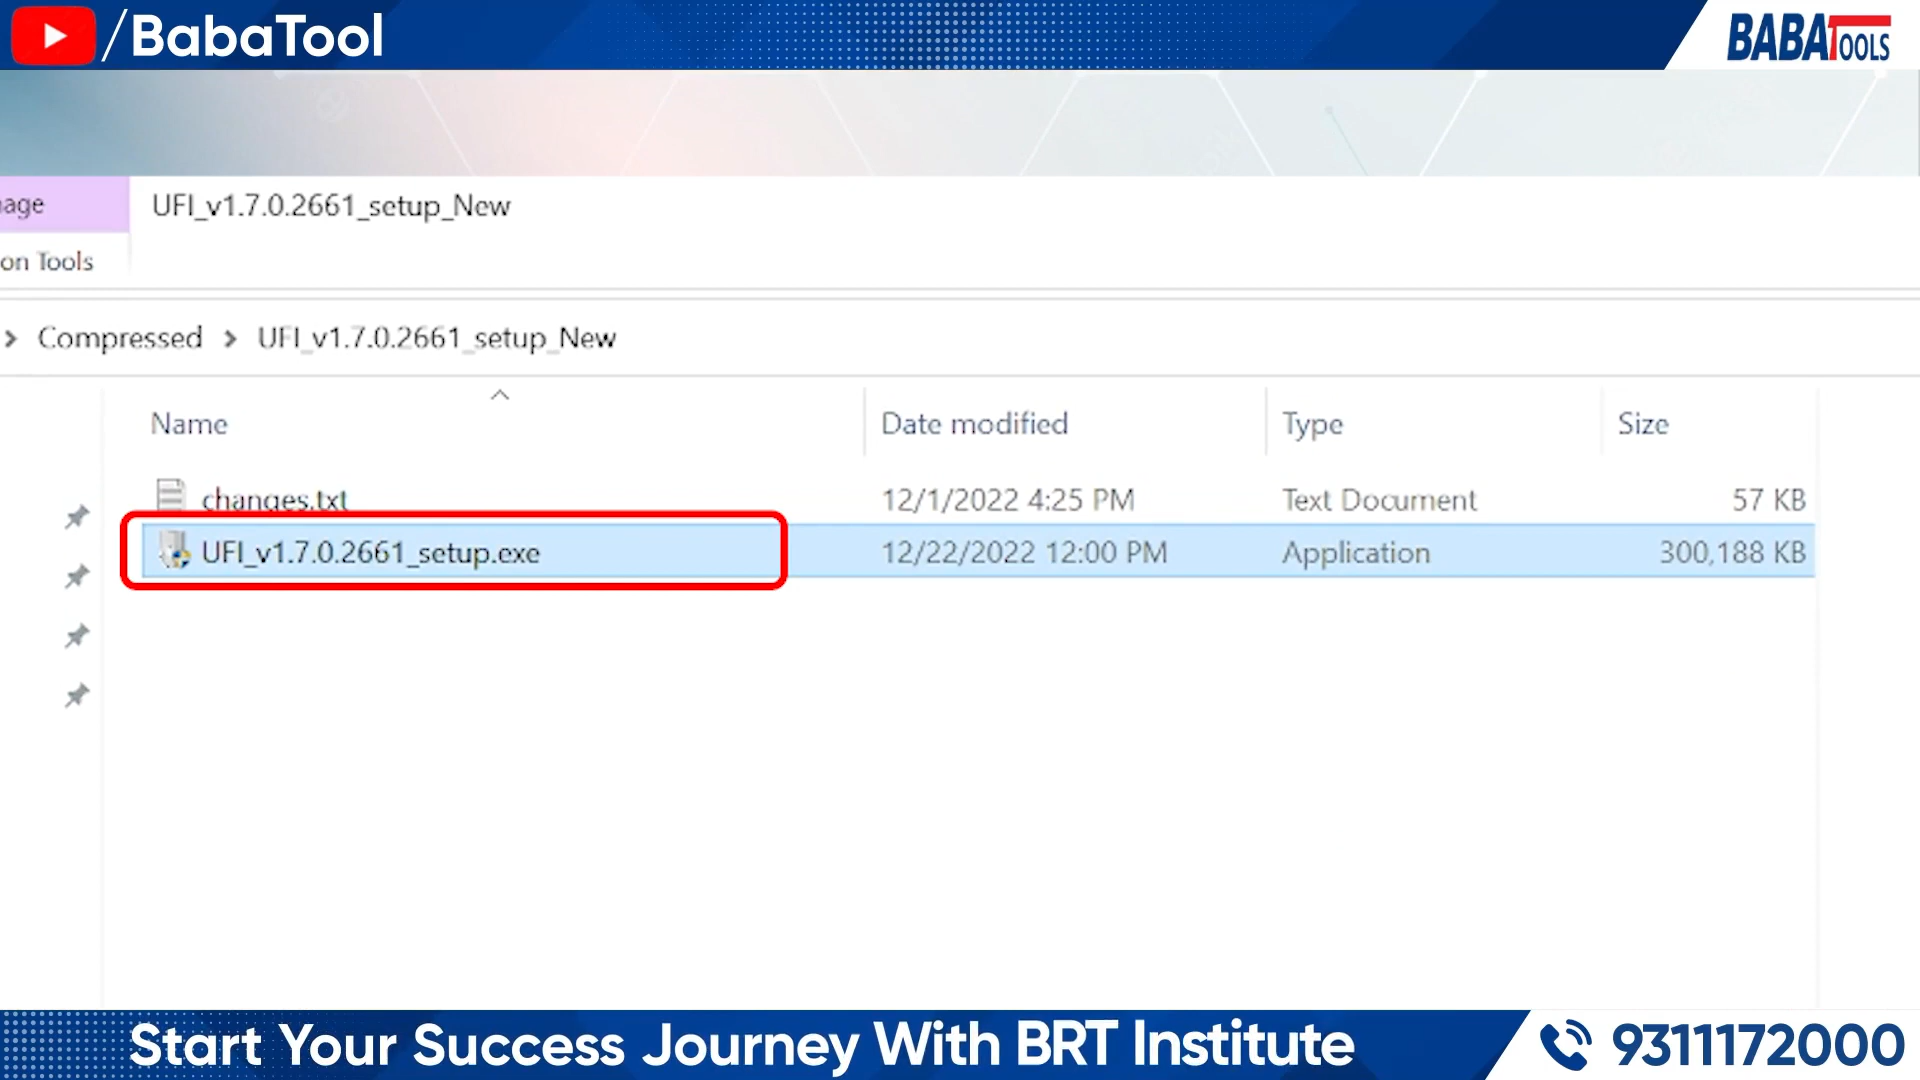 /BabaTool
BABATOOLS
UFI_v1.7.0.2661_setup_New
on Tools
Compressed > UFI_v1.7.0.2661_setup_New
Name Date modified Type Size
changes.txt 12/1/2022 4:25 PM Text Document 57 KB
UFI_v1.7.0.2661_setup.exe 12/22/2022 12:00 PM Application 300,188 KB
Start Your Success Journey With BRT Institute 9311172000